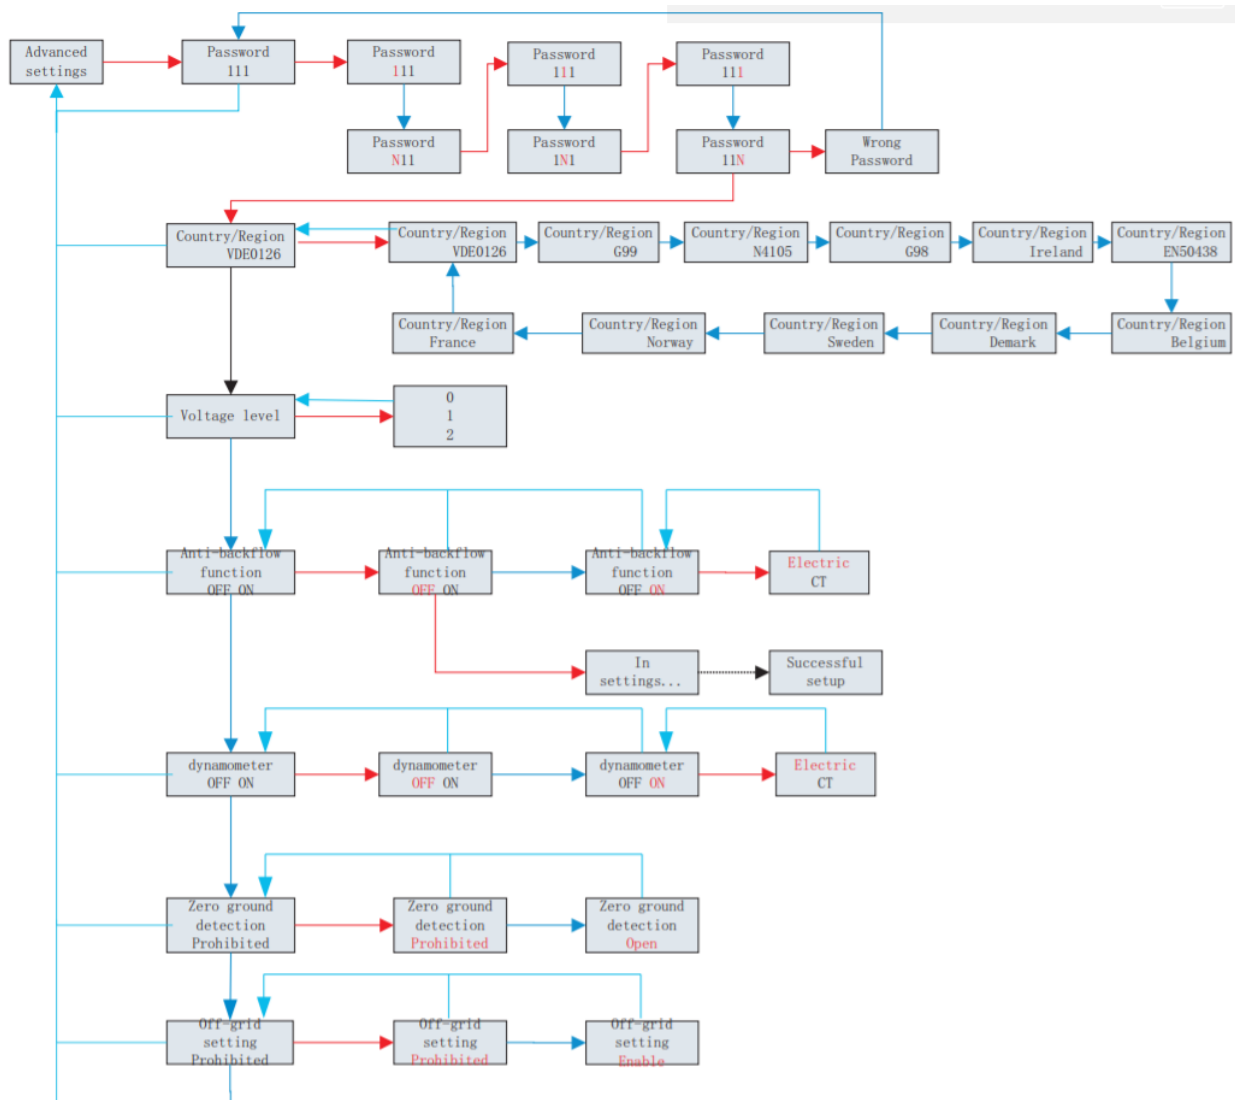 Advanced
settings
Password
111
Password
111
Password
111
Password
111
Password
N11
Password
1N1
Password
11N
Wrong
Password
Country/Region
VDE0126
Country/Region
VDE0126
Country/Region
G99
Country/Region
N4105
Country/Region
G98
Country/Region
Ireland
Country/Region
EN50438
Country/Region
France
Country/Region
Norway
Country/Region
Sweden
Country/Region
Demark
Country/Region
Belgium
Voltage level
0
1
2
Anti-backflow
function
OFF ON
Anti-backflow
function
OFF ON
Anti-backflow
function
OFF ON
Electric
CT
In
settings...
Successful
setup
dynamometer
OFF ON
dynamometer
OFF ON
dynamometer
OFF ON
Electric
CT
Zero ground
detection
Prohibited
Zero ground
detection
Prohibited
Zero ground
detection
Open
Off-grid
setting
Prohibited
Off-grid
setting
Prohibited
Off-grid
setting
Enable